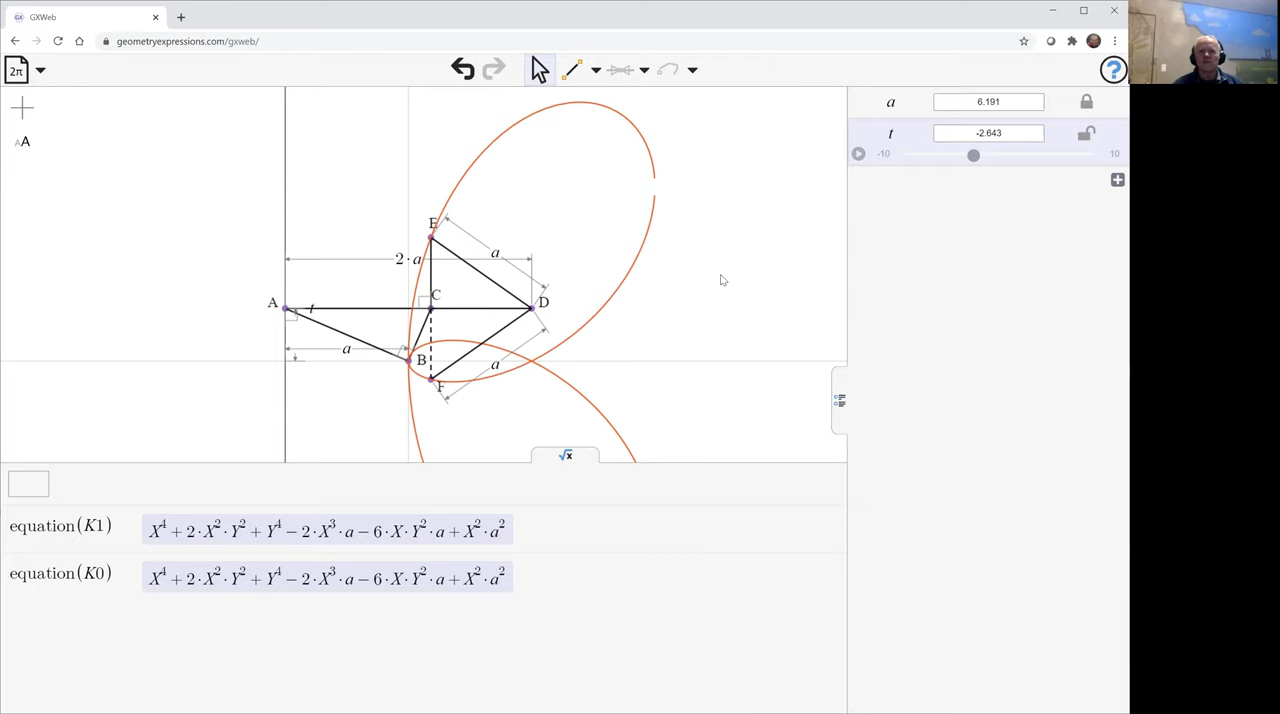 GXWeb
geometryexpressions.com/gxweb/
2π
?
AA
a 6.191
t -2.643
-10 10
E
2·a
a
C
A
t
D
a
B
a
F
√x
equation(K1) X⁴+2·X²·Y²+Y⁴−2·X³·a−6·X·Y²·a+X²·a²
equation(K0) X⁴+2·X²·Y²+Y⁴−2·X³·a−6·X·Y²·a+X²·a²